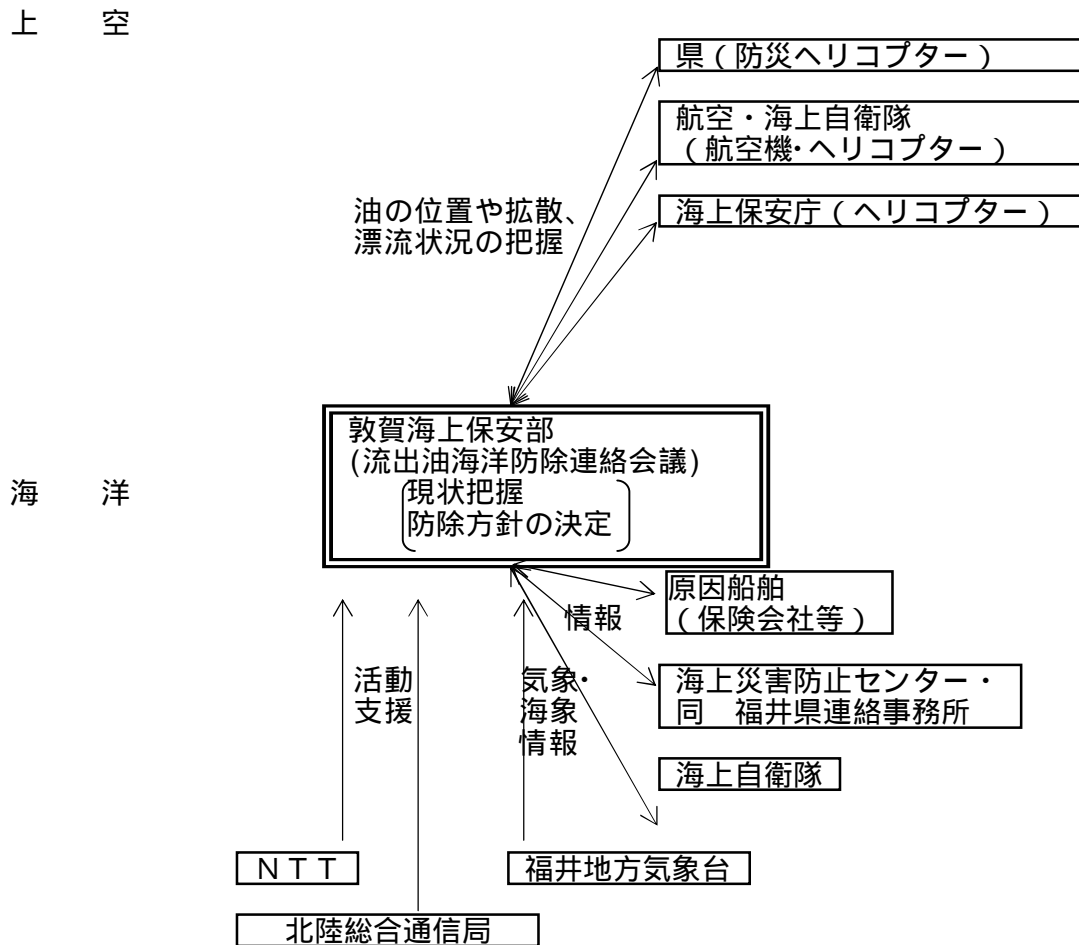 上　空
県（防災ヘリコプター）
航空・海上自衛隊
（航空機・ヘリコプター）
海上保安庁（ヘリコプター）
油の位置や拡散、
漂流状況の把握
敦賀海上保安部
(流出油海洋防除連絡会議)
現状把握
防除方針の決定
海　洋
原因船舶
（保険会社等）
情報
海上災害防止センター・
同　福井県連絡事務所
活動
支援
気象・
海象
情報
海上自衛隊
ＮＴＴ
福井地方気象台
北陸総合通信局